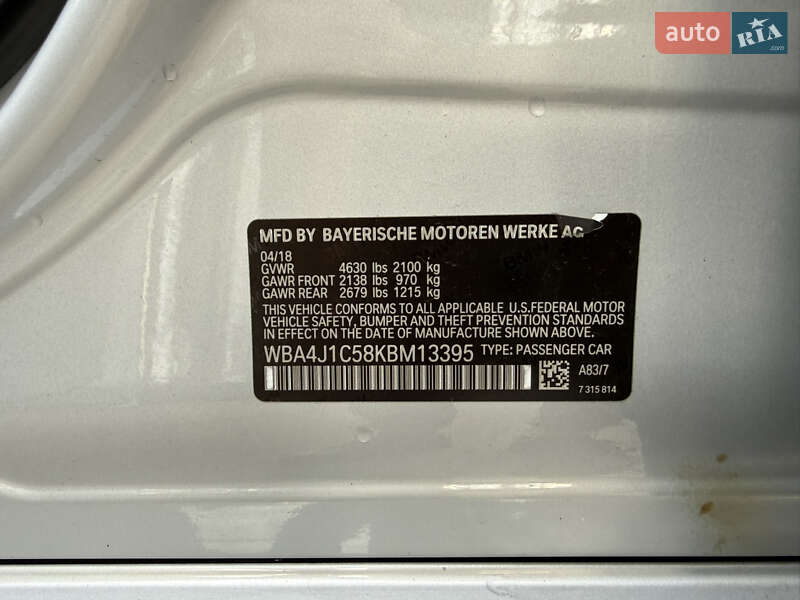 auto RIA .com
MFD BY BAYERISCHE MOTOREN WERKE AG
04/18
GVWR 4630 lbs 2100 kg
GAWR FRONT 2138 lbs 970 kg
GAWR REAR 2679 lbs 1215 kg
THIS VEHICLE CONFORMS TO ALL APPLICABLE U.S.FEDERAL MOTOR
VEHICLE SAFETY, BUMPER AND THEFT PREVENTION STANDARDS
IN EFFECT ON THE DATE OF MANUFACTURE SHOWN ABOVE.
WBA4J1C58KBM13395 TYPE: PASSENGER CAR
A83/7
7 315 814